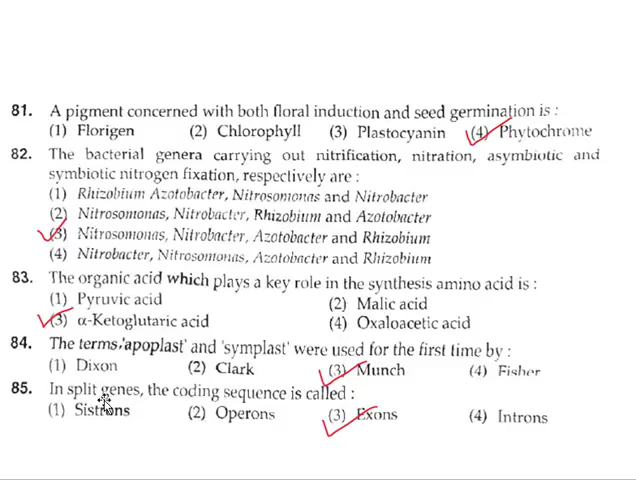 81. A pigment concerned with both floral induction and seed germination is :
(1) Florigen (2) Chlorophyll (3) Plastocyanin (4) Phytochrome
82. The bacterial genera carrying out nitrification, nitration, asymbiotic and
symbiotic nitrogen fixation, respectively are :
(1) Rhizobium Azotobacter, Nitrosomonas and Nitrobacter
(2) Nitrosomonas, Nitrobacter, Rhizobium and Azotobacter
(3) Nitrosomonas, Nitrobacter, Azotobacter and Rhizobium
(4) Nitrobacter, Nitrosomonas, Azotobacter and Rhizobium
83. The organic acid which plays a key role in the synthesis amino acid is :
(1) Pyruvic acid (2) Malic acid
(3) α-Ketoglutaric acid (4) Oxaloacetic acid
84. The terms 'apoplast' and 'symplast' were used for the first time by :
(1) Dixon (2) Clark (3) Munch (4) Fisher
85. In split genes, the coding sequence is called :
(1) Sistrons (2) Operons (3) Exons (4) Introns